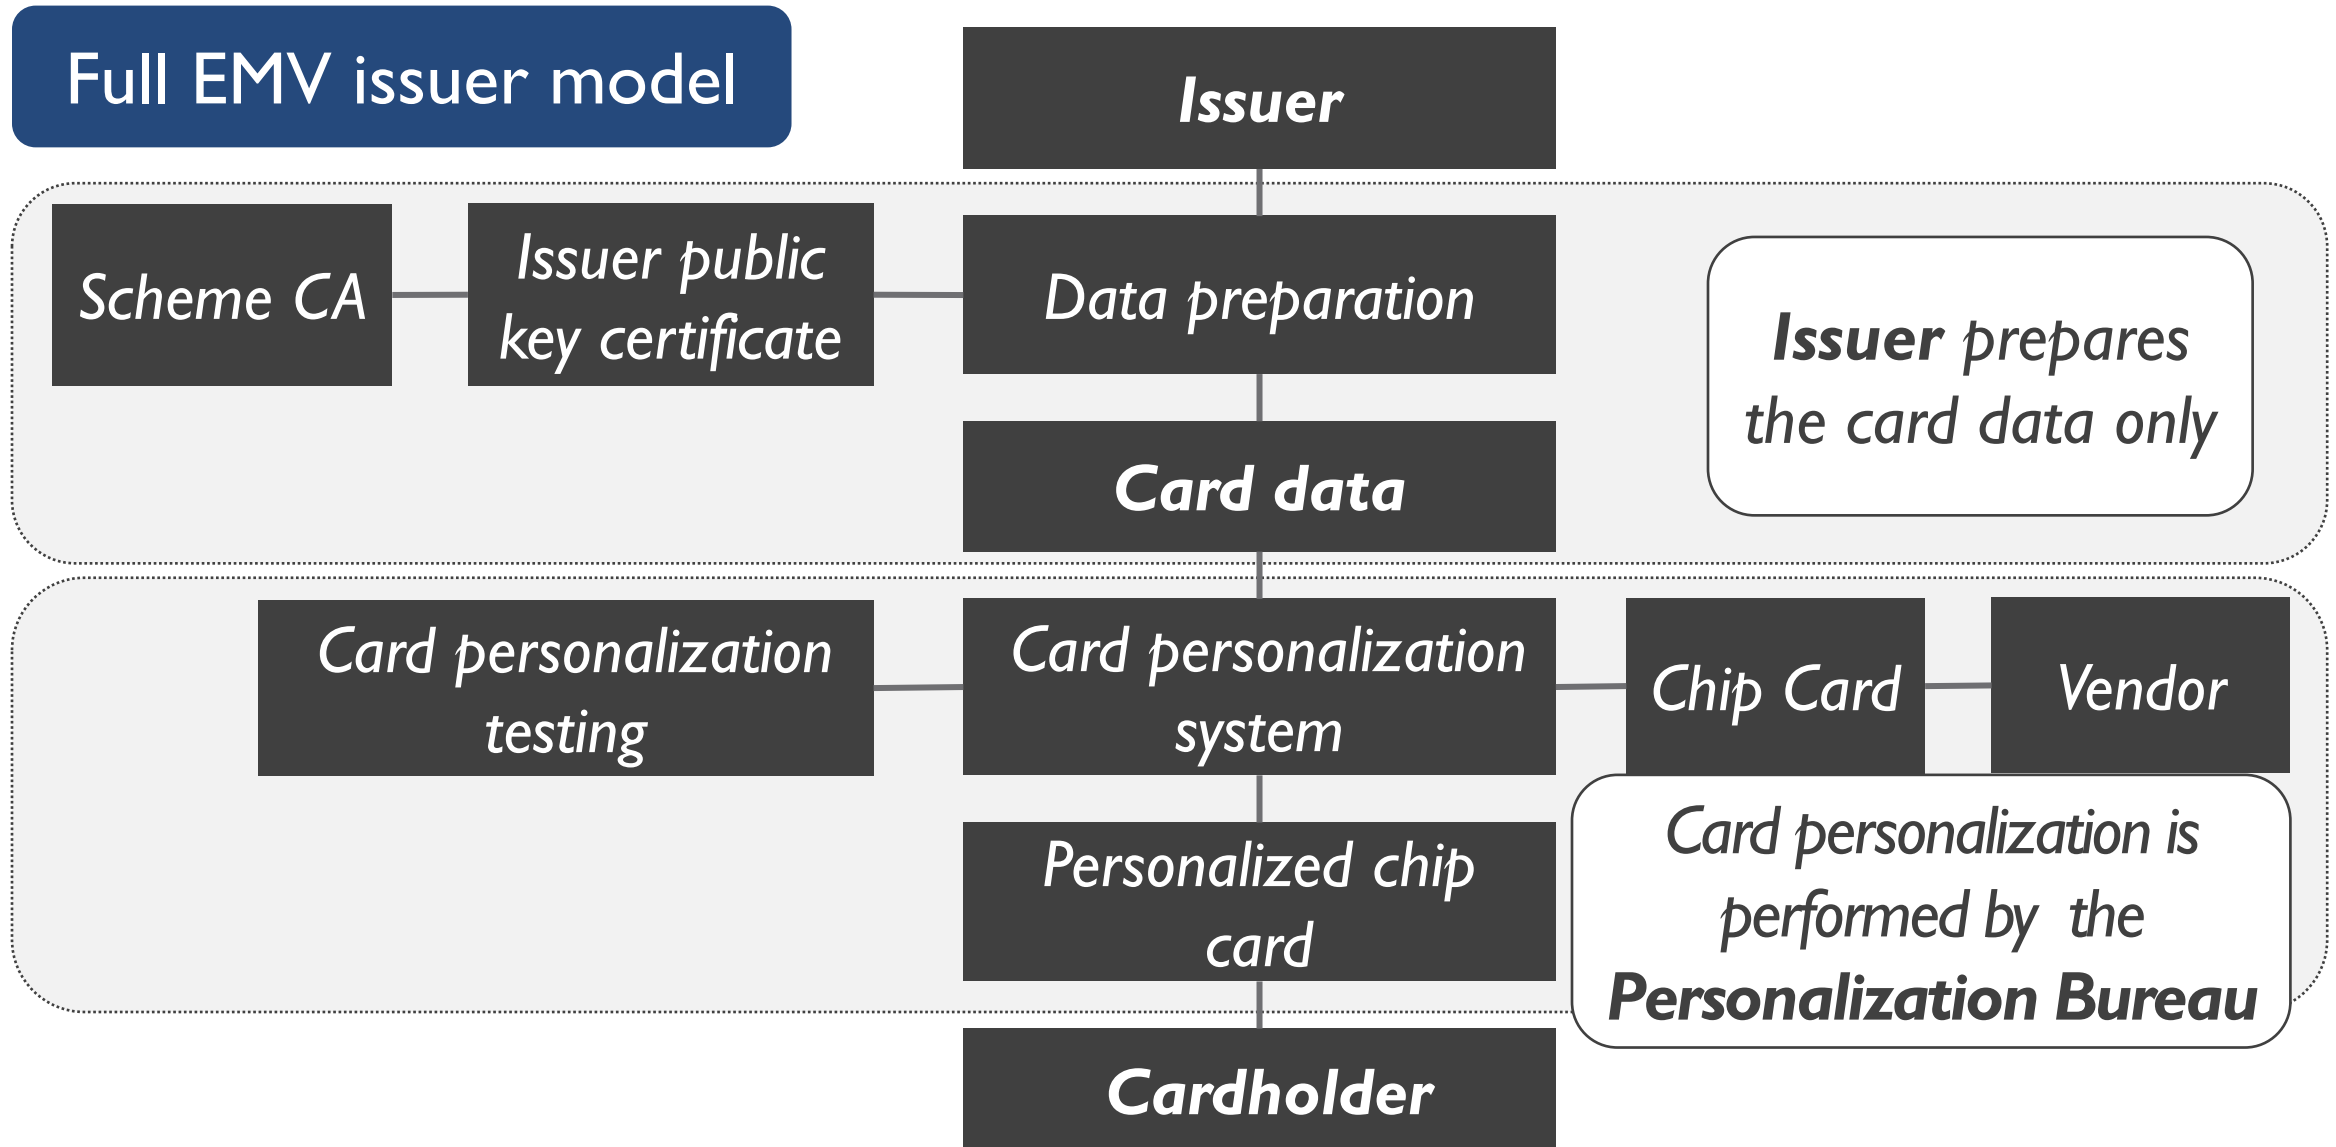 Full EMV issuer model
Issuer
Scheme CA
Issuer public
key certificate
Data preparation
Issuer prepares
the card data only
Card data
Card personalization
testing
Card personalization
system
Chip Card
Vendor
Personalized chip
card
Card personalization is
performed by the
Personalization Bureau
Cardholder